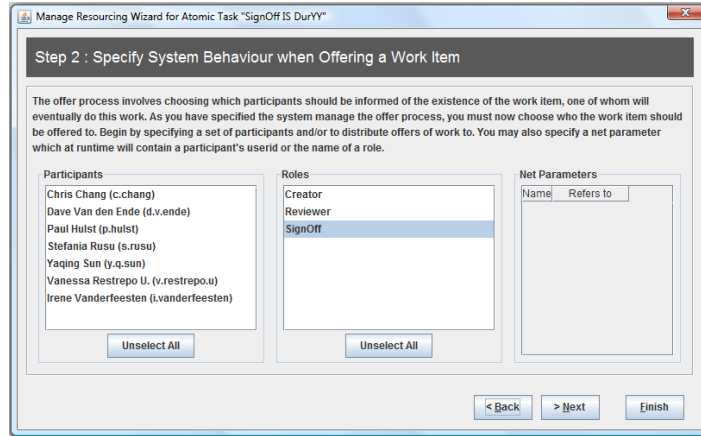 Manage Resourcing Wizard for Atomic Task "SignOff IS DurYY"
Step 2 : Specify System Behaviour when Offering a Work Item
The offer process involves choosing which participants should be informed of the existence of the work item, one of whom will
eventually do this work. As you have specified the system manage the offer process, you must now choose who the work item should
be offered to. Begin by specifying a set of participants and/or to distribute offers of work to. You may also specify a net parameter
which at runtime will contain a participant's userid or the name of a role.
Participants
Chris Chang (c.chang)
Dave Van den Ende (d.v.ende)
Paul Hulst (p.hulst)
Stefania Rusu (s.rusu)
Yaqing Sun (y.q.sun)
Vanessa Restrepo U. (v.restrepo.u)
Irene Vanderfeesten (i.vanderfeesten)
Unselect All
Roles
Creator
Reviewer
SignOff
Unselect All
Net Parameters
Name Refers to
< Back > Next Finish